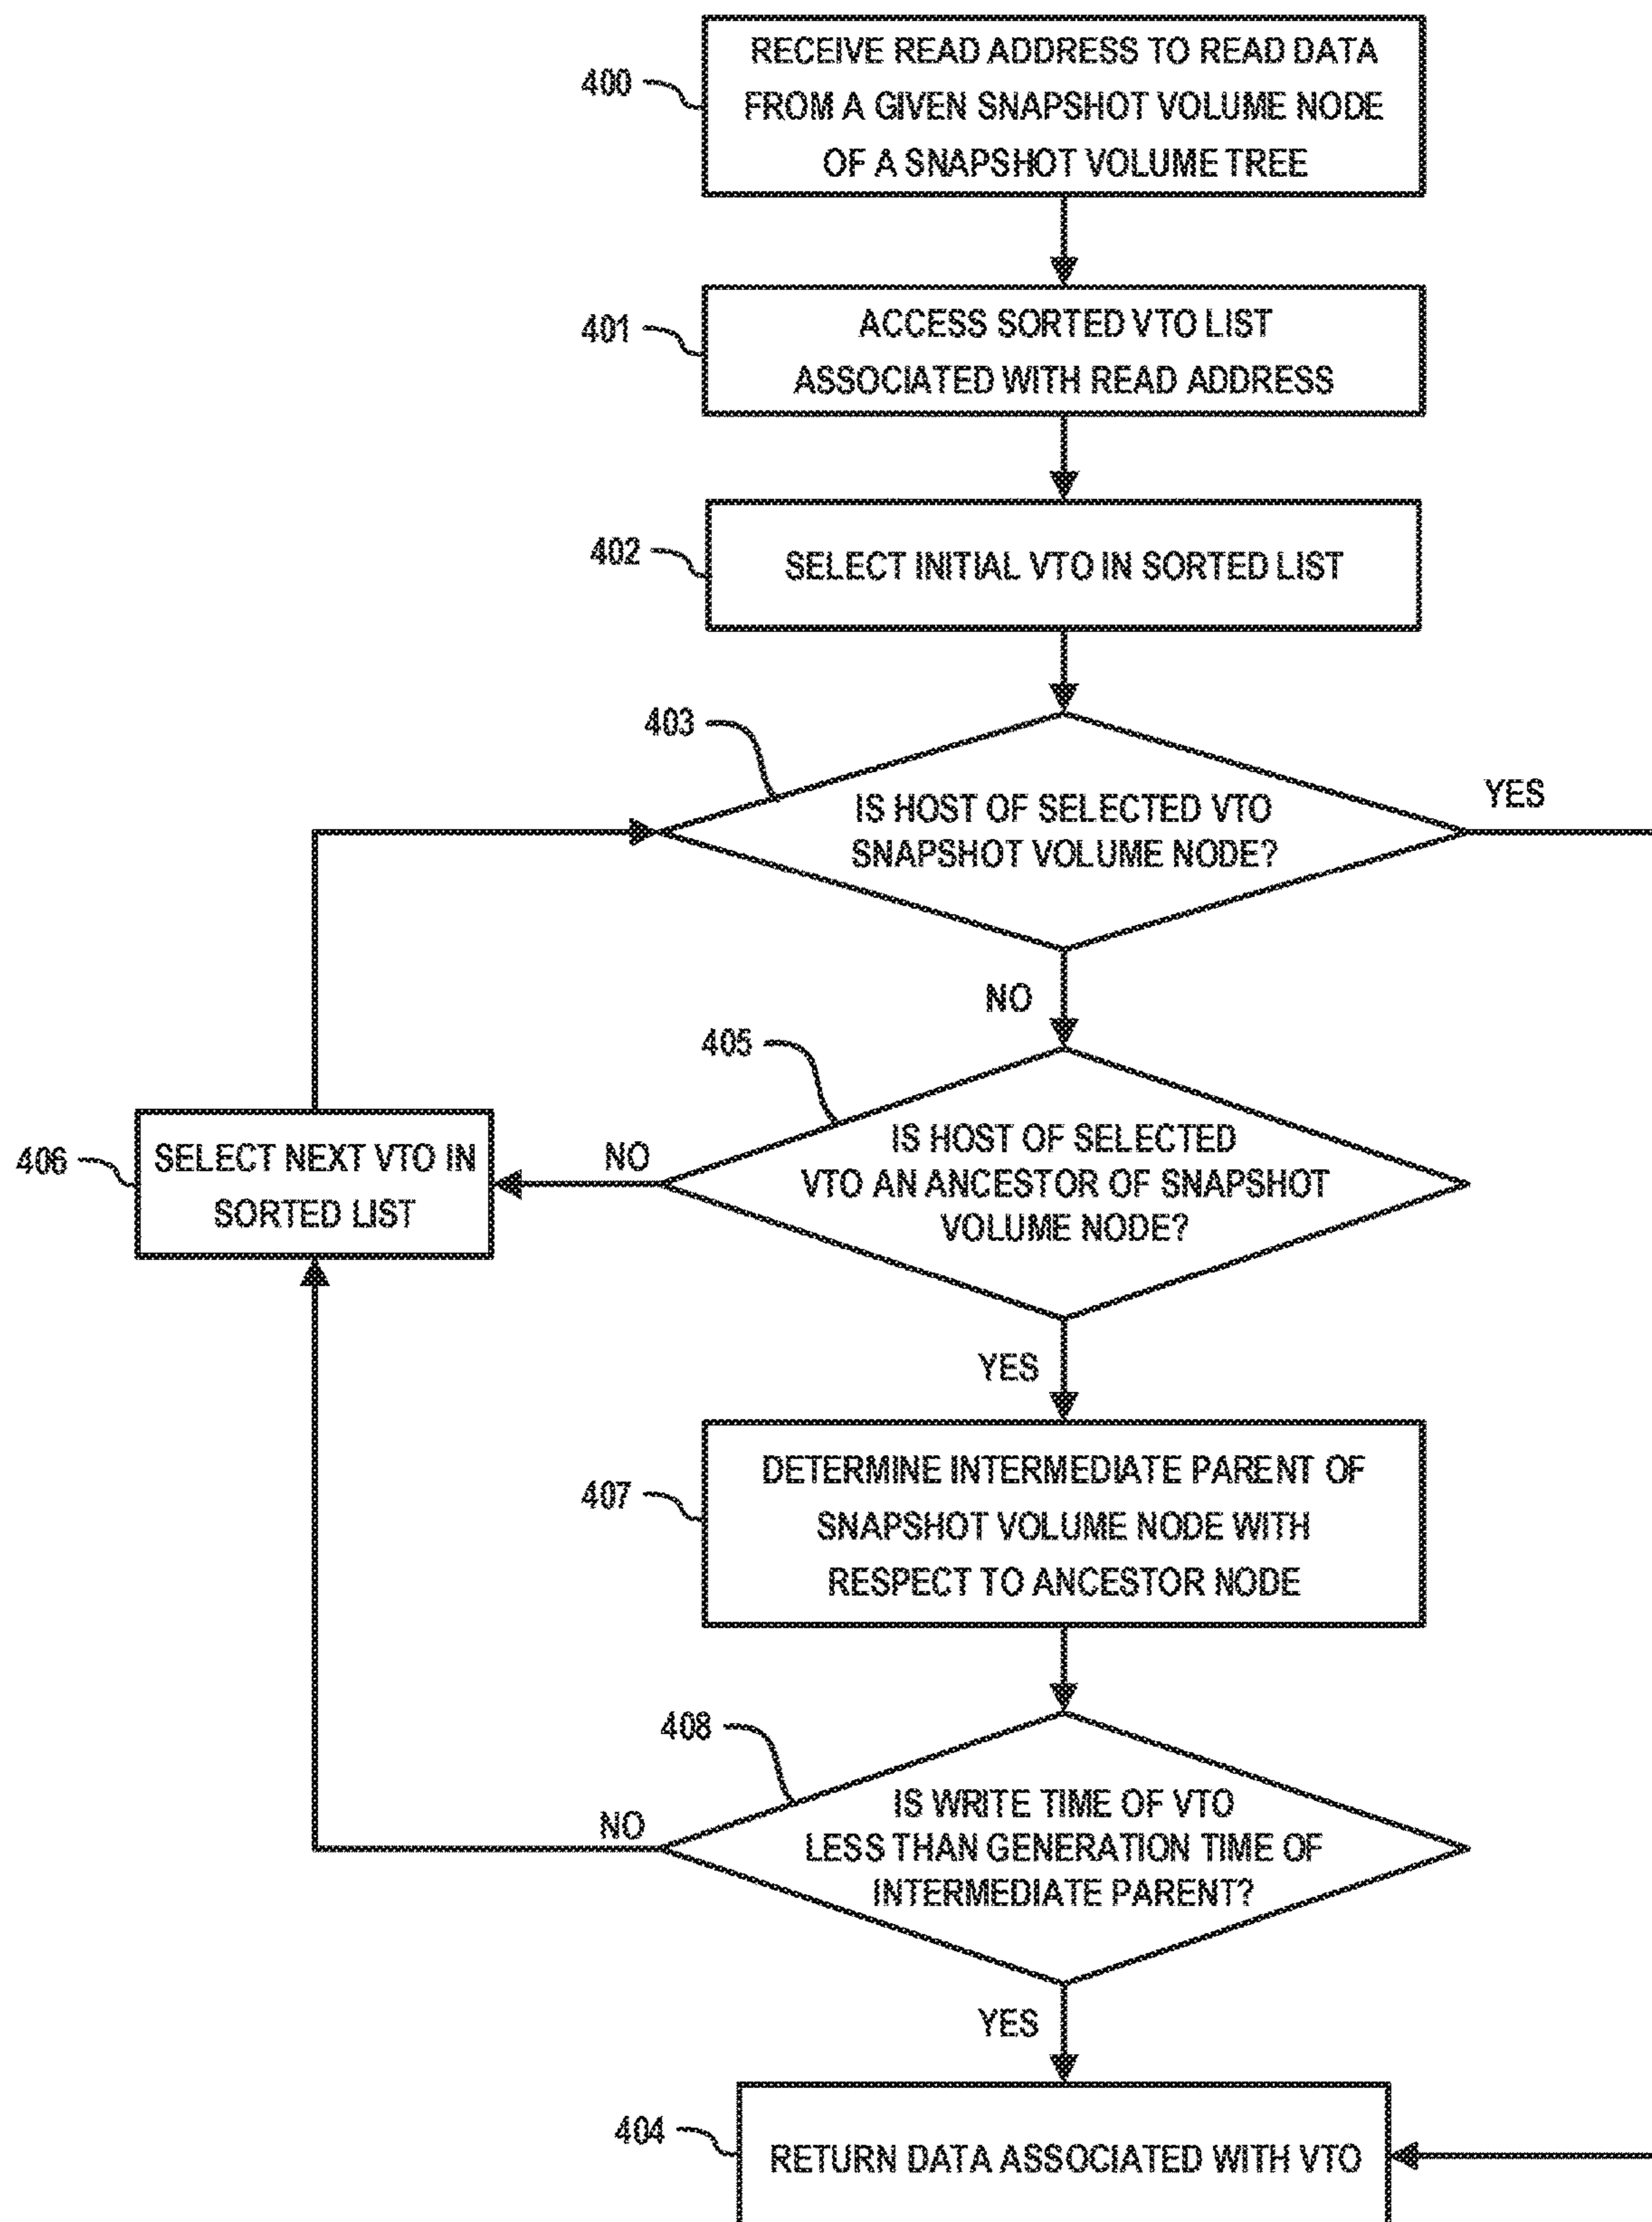 400
RECEIVE READ ADDRESS TO READ DATA
FROM A GIVEN SNAPSHOT VOLUME NODE
OF A SNAPSHOT VOLUME TREE
401
ACCESS SORTED VTO LIST
ASSOCIATED WITH READ ADDRESS
402
SELECT INITIAL VTO IN SORTED LIST
403
IS HOST OF SELECTED VTO
SNAPSHOT VOLUME NODE?
YES
NO
405
IS HOST OF SELECTED
VTO AN ANCESTOR OF SNAPSHOT
VOLUME NODE?
NO
406
SELECT NEXT VTO IN
SORTED LIST
YES
407
DETERMINE INTERMEDIATE PARENT OF
SNAPSHOT VOLUME NODE WITH
RESPECT TO ANCESTOR NODE
408
IS WRITE TIME OF VTO
LESS THAN GENERATION TIME OF
INTERMEDIATE PARENT?
NO
YES
404
RETURN DATA ASSOCIATED WITH VTO